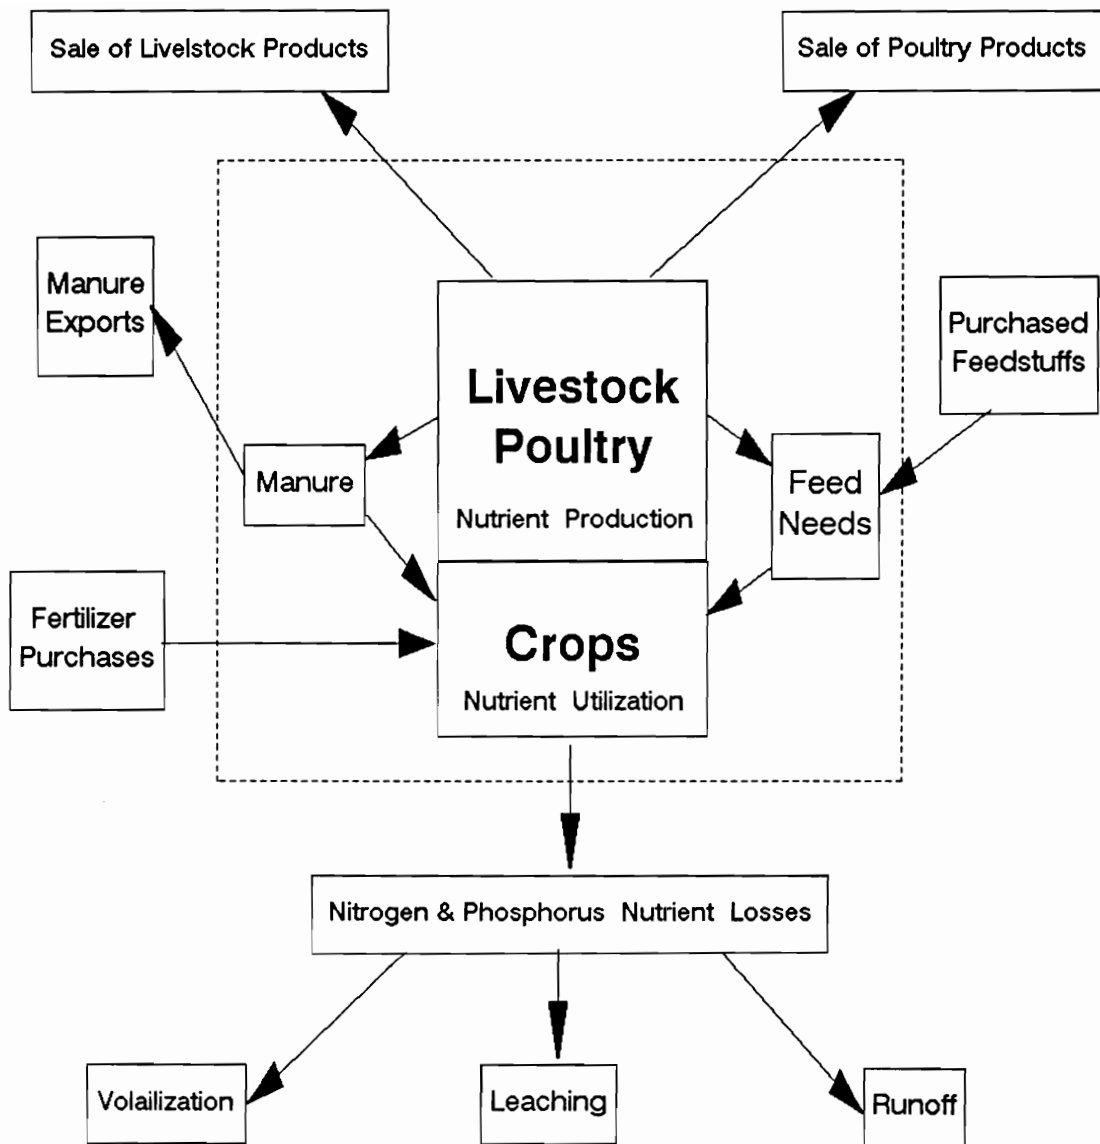 Sale of Livelstock Products
Sale of Poultry Products
Manure
Exports
Purchased
Feedstuffs
Livestock
Poultry
Nutrient Production
Manure
Feed
Needs
Fertilizer
Purchases
Crops
Nutrient Utilization
Nitrogen & Phosphorus Nutrient Losses
Volailization
Leaching
Runoff